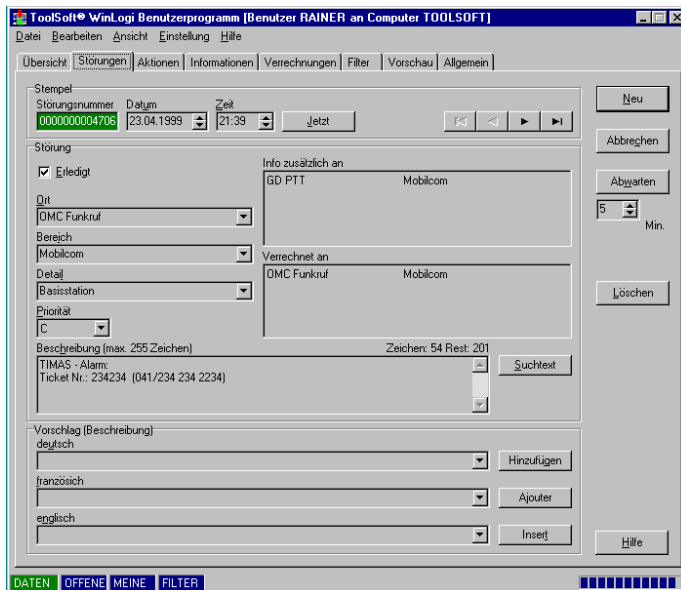 ToolSoft® WinLogi Benutzerprogramm [Benutzer RAINER an Computer TOOLSOFT]
Datei Bearbeiten Ansicht Einstellung Hilfe
Übersicht Störungen Aktionen Informationen Verrechnungen Filter Vorschau Allgemein
Stempel
Störungsnummer Datum Zeit
0000000004706 23.04.1999 21:39 Jetzt
Neu
Abbrechen
Abwarten
5
Min.
Löschen
Störung
Erledigt
Info zusätzlich an
GD PTT Mobilcom
Ort
OMC Funkruf
Bereich
Mobilcom
Verrechnet an
OMC Funkruf Mobilcom
Detail
Basisstation
Priorität
C
Beschreibung (max. 255 Zeichen) Zeichen: 54 Rest: 201
TIMAS - Alarm:
Ticket Nr.: 234234 (041/234 234 2234)
Suchtext
Vorschlag (Beschreibung)
deutsch
Hinzufügen
französich
Ajouter
englisch
Insert
Hilfe
DATEN OFFENE MEINE FILTER